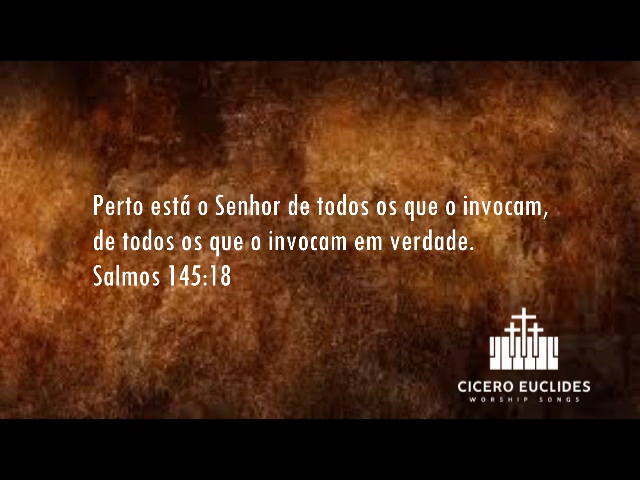 Perto está o Senhor de todos os que o invocam,
de todos os que o invocam em verdade.
Salmos 145:18
CICERO EUCLIDES
WORSHIP SONGS